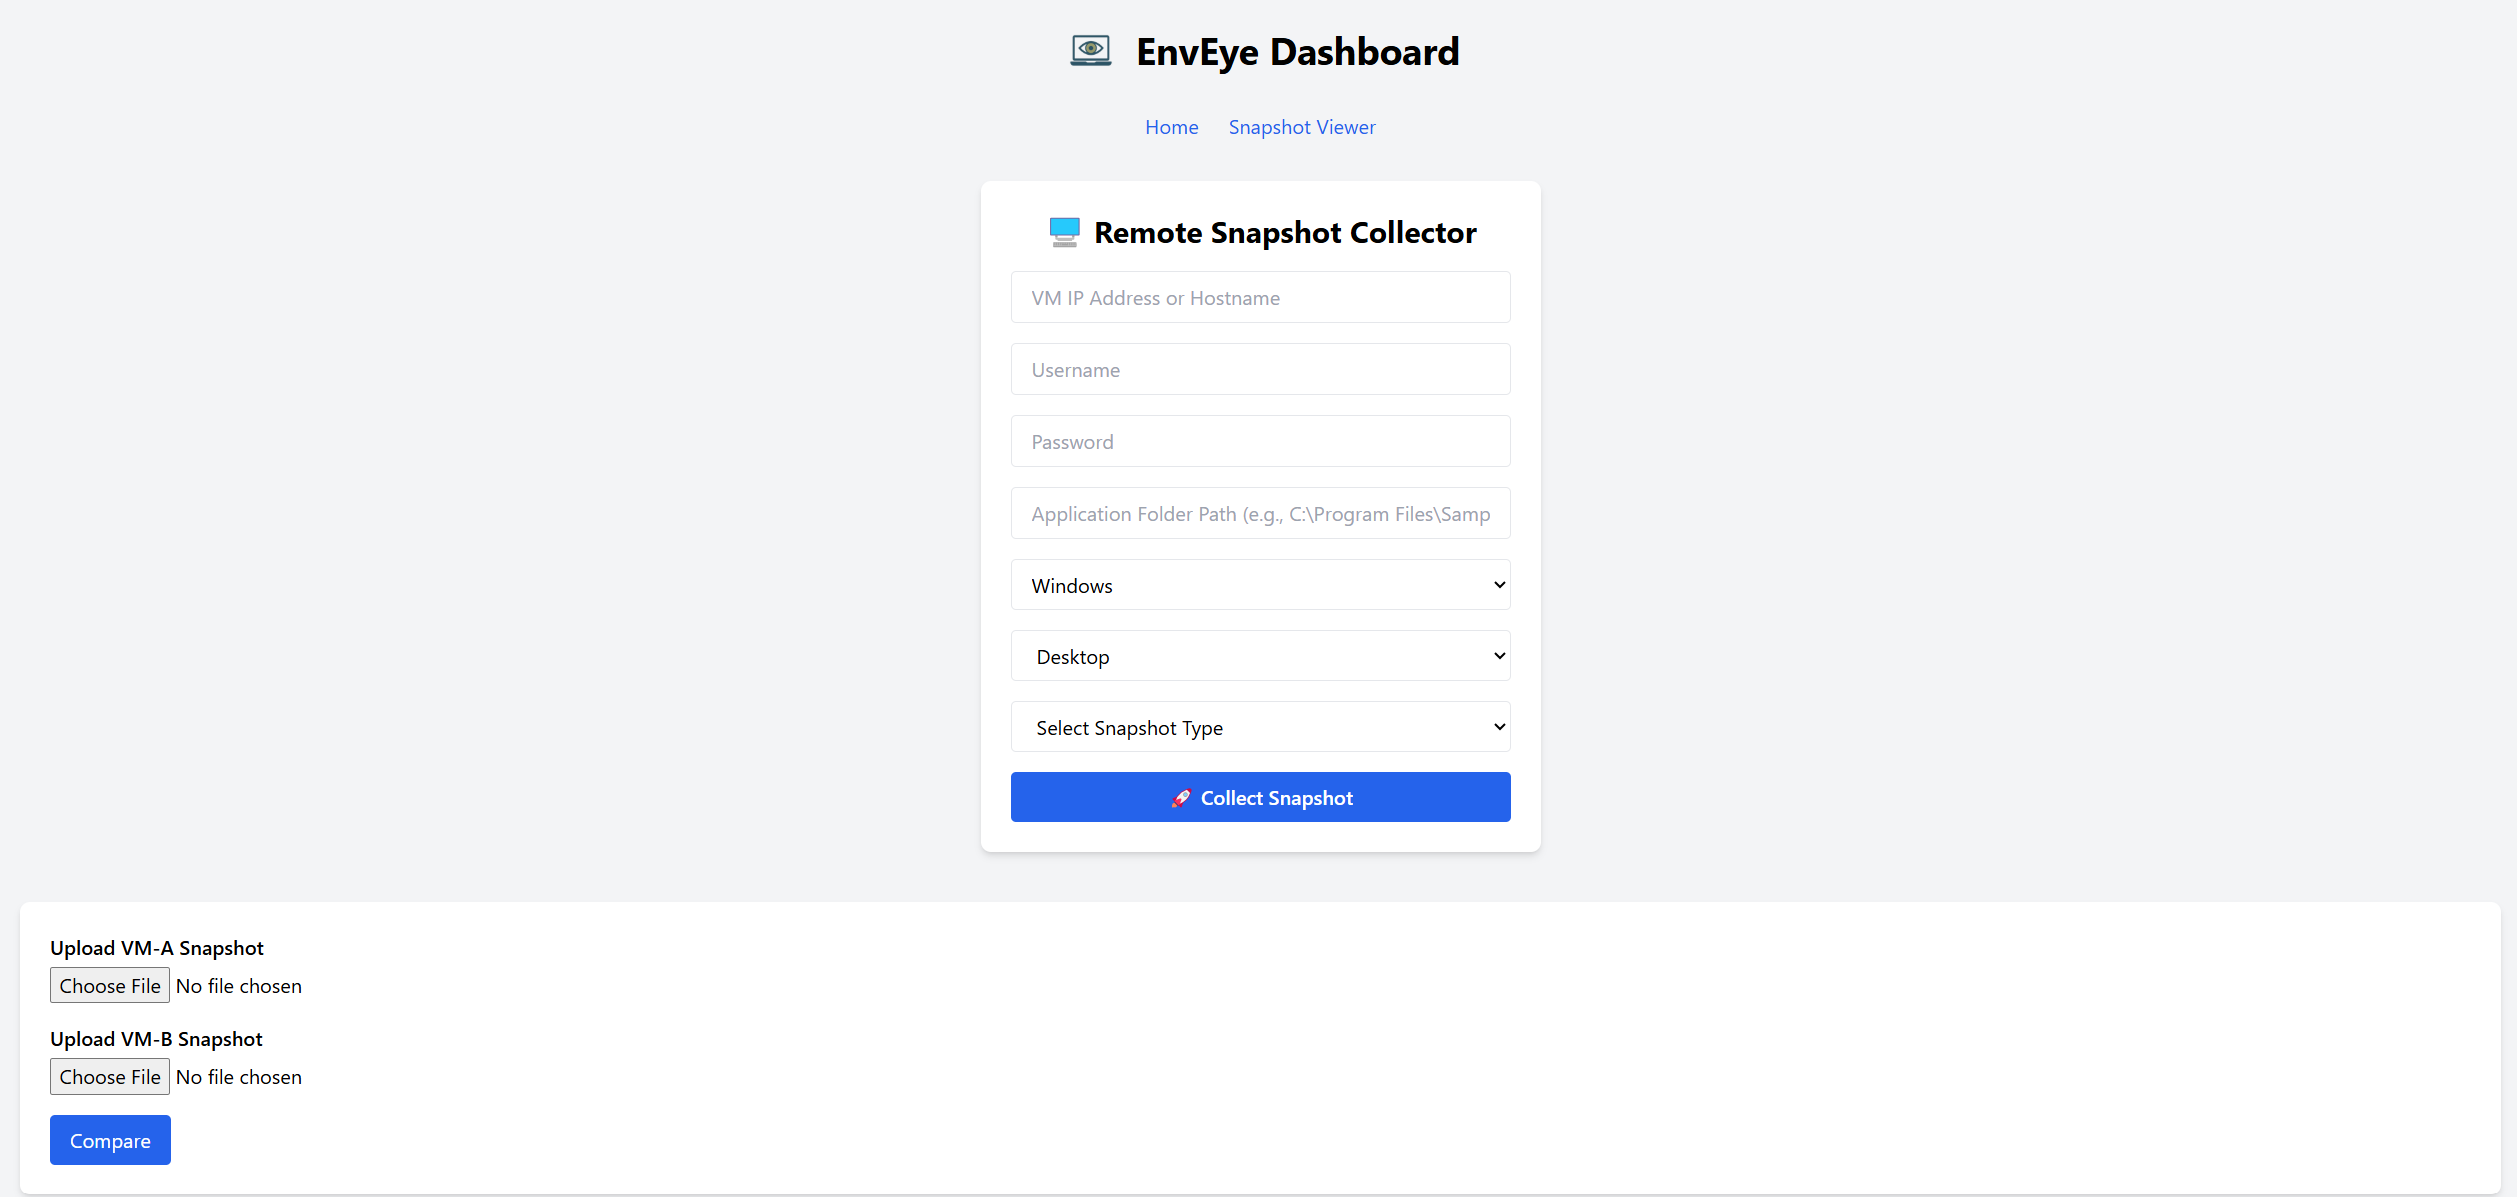 EnvEye Dashboard
Home Snapshot Viewer
Remote Snapshot Collector
VM IP Address or Hostname
Username
Password
Application Folder Path (e.g., C:\Program Files\Samp
Windows
Desktop
Select Snapshot Type
🚀 Collect Snapshot
Upload VM-A Snapshot
Choose File No file chosen
Upload VM-B Snapshot
Choose File No file chosen
Compare